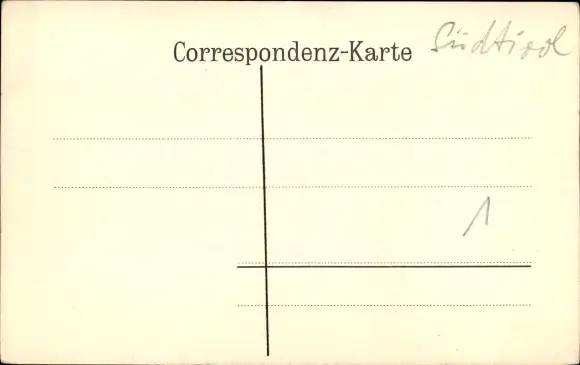 Correspondenz-Karte
Südtirol
1